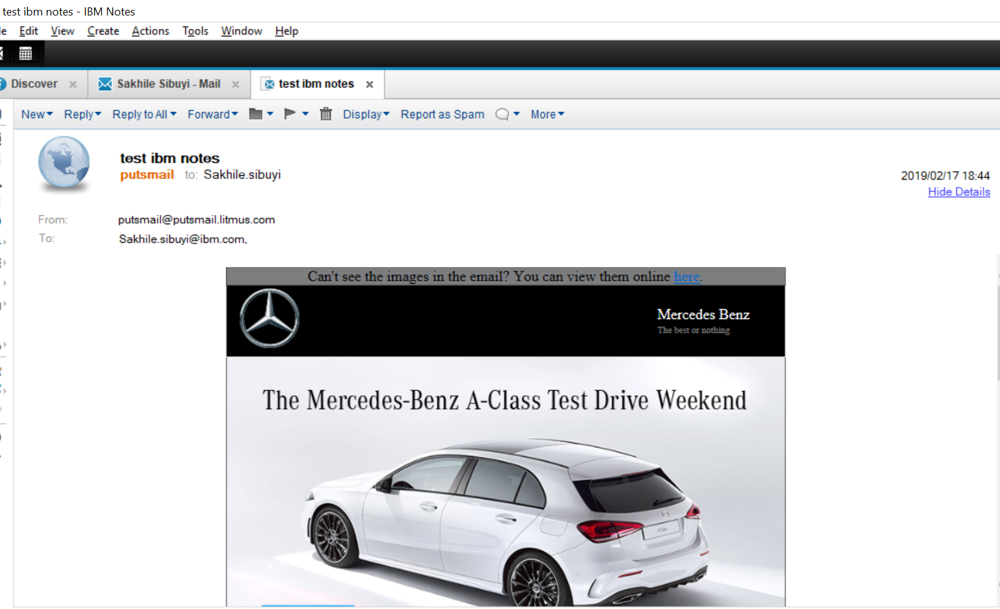 test ibm notes - IBM Notes
Edit View Create Actions Tools Window Help
Discover Sakhile Sibuyi - Mail test ibm notes
New Reply Reply to All Forward Display Report as Spam More
test ibm notes
putsmail to: Sakhile.sibuyi
2019/02/17 18:44
Hide Details
From: putsmail@putsmail.litmus.com
To: Sakhile.sibuyi@ibm.com,
Can't see the images in the email? You can view them online here.
Mercedes Benz
The best or nothing
The Mercedes-Benz A-Class Test Drive Weekend